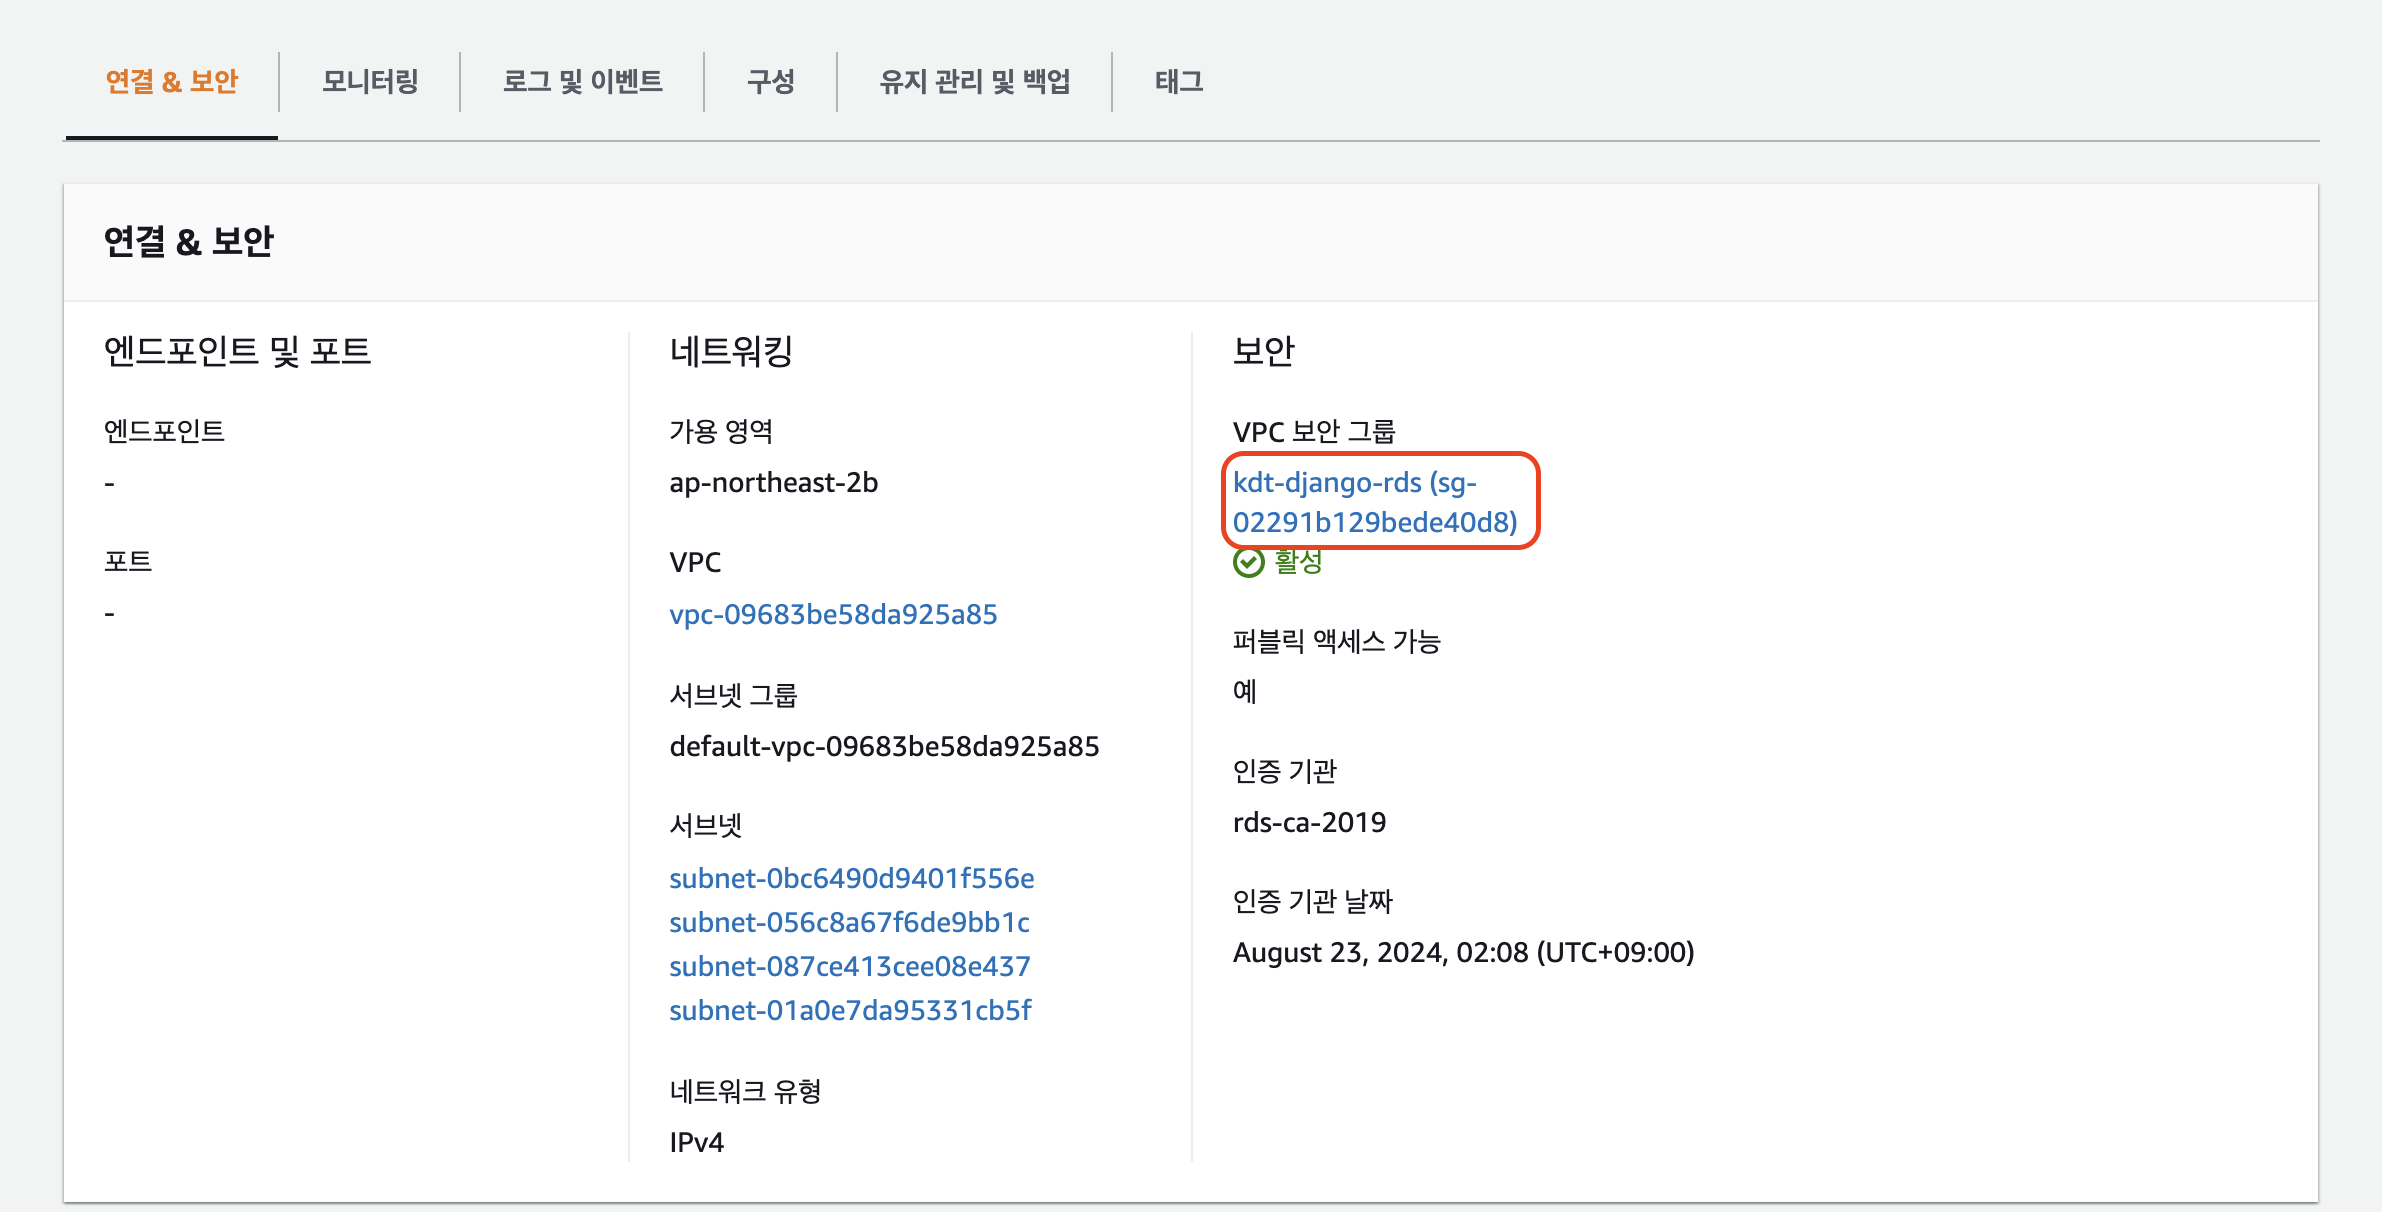 연결 & 보안
모니터링
로그 및 이벤트
구성
유지 관리 및 백업
태그
연결 & 보안
엔드포인트 및 포트
엔드포인트
-
포트
-
네트워킹
가용 영역
ap-northeast-2b
VPC
vpc-09683be58da925a85
서브넷 그룹
default-vpc-09683be58da925a85
서브넷
subnet-0bc6490d9401f556e
subnet-056c8a67f6de9bb1c
subnet-087ce413cee08e437
subnet-01a0e7da95331cb5f
네트워크 유형
IPv4
보안
VPC 보안 그룹
kdt-django-rds (sg-
02291b129bede40d8)
활성
퍼블릭 액세스 가능
예
인증 기관
rds-ca-2019
인증 기관 날짜
August 23, 2024, 02:08 (UTC+09:00)